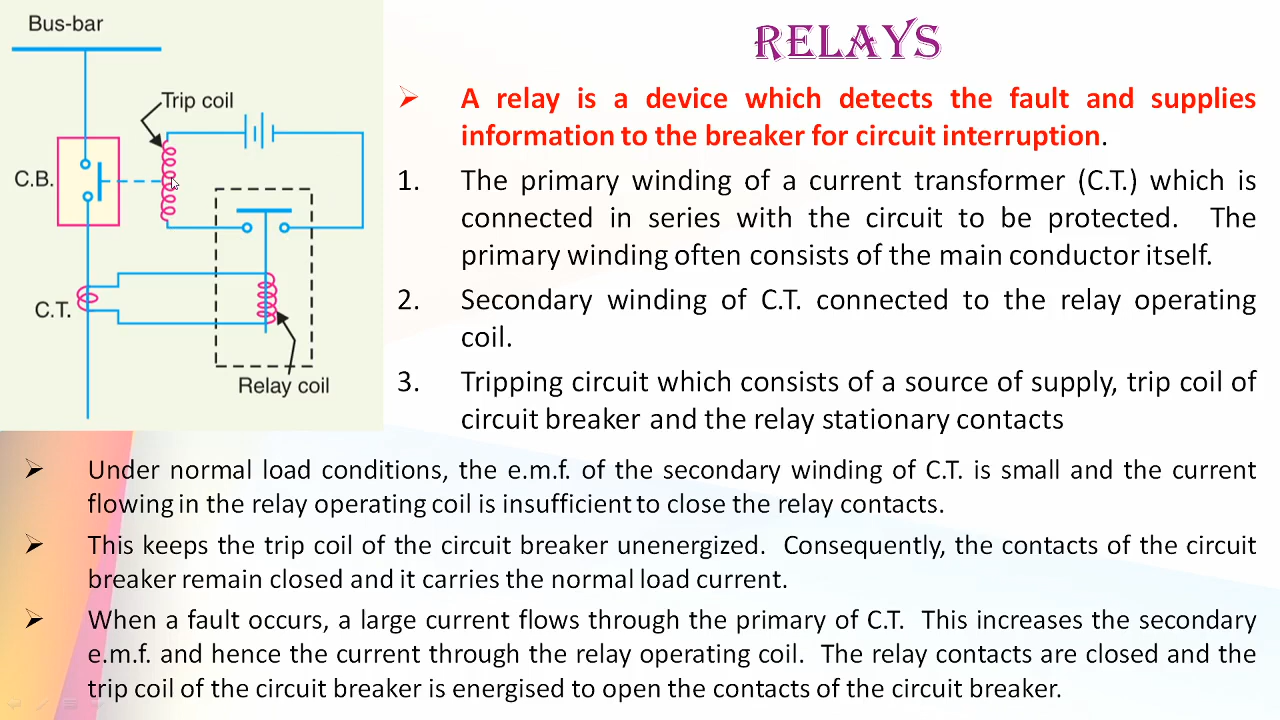 Bus-bar
Trip coil
C.B.
C.T.
Relay coil
RELAYS
A relay is a device which detects the fault and supplies
information to the breaker for circuit interruption.
1. The primary winding of a current transformer (C.T.) which is
connected in series with the circuit to be protected. The
primary winding often consists of the main conductor itself.
2. Secondary winding of C.T. connected to the relay operating
coil.
3. Tripping circuit which consists of a source of supply, trip coil of
circuit breaker and the relay stationary contacts
Under normal load conditions, the e.m.f. of the secondary winding of C.T. is small and the current
flowing in the relay operating coil is insufficient to close the relay contacts.
This keeps the trip coil of the circuit breaker unenergized. Consequently, the contacts of the circuit
breaker remain closed and it carries the normal load current.
When a fault occurs, a large current flows through the primary of C.T. This increases the secondary
e.m.f. and hence the current through the relay operating coil. The relay contacts are closed and the
trip coil of the circuit breaker is energised to open the contacts of the circuit breaker.